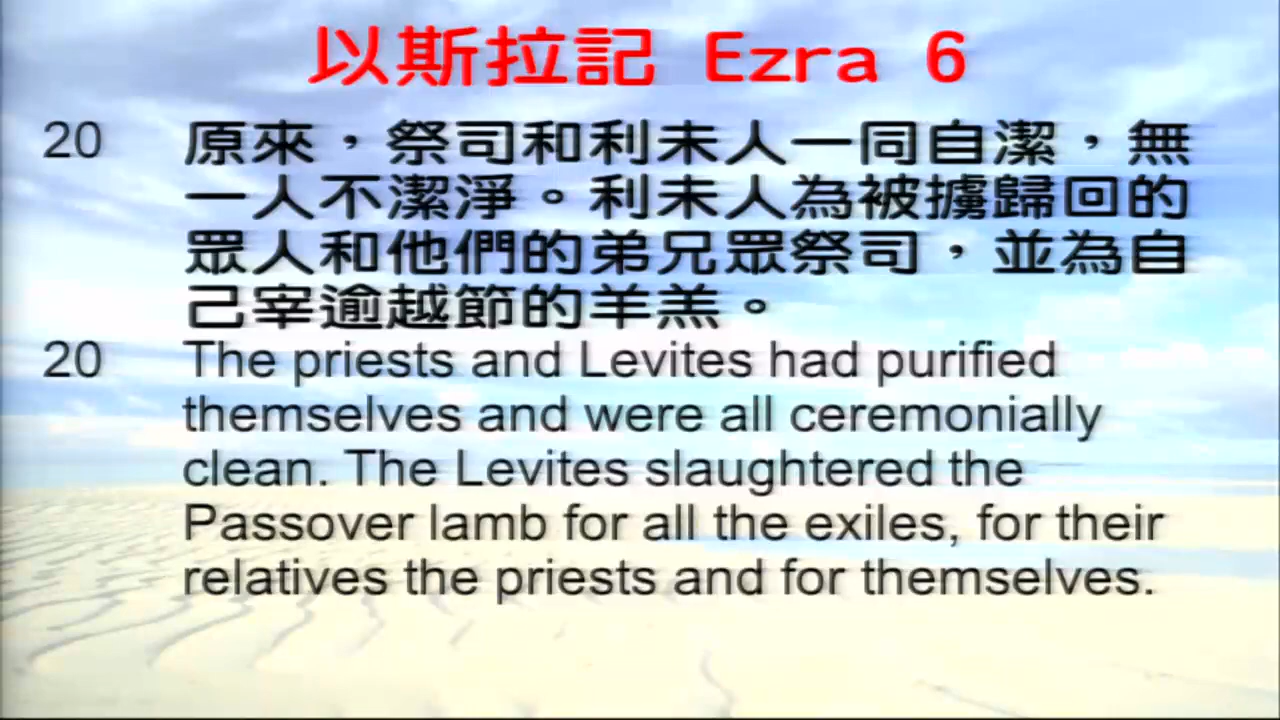 以斯拉記 Ezra 6
20 原來，祭司和利未人一同自潔，無
一人不潔淨。利未人為被擄歸回的
眾人和他們的弟兄眾祭司，並為自
己宰逾越節的羊羔。
20 The priests and Levites had purified
themselves and were all ceremonially
clean. The Levites slaughtered the
Passover lamb for all the exiles, for their
relatives the priests and for themselves.